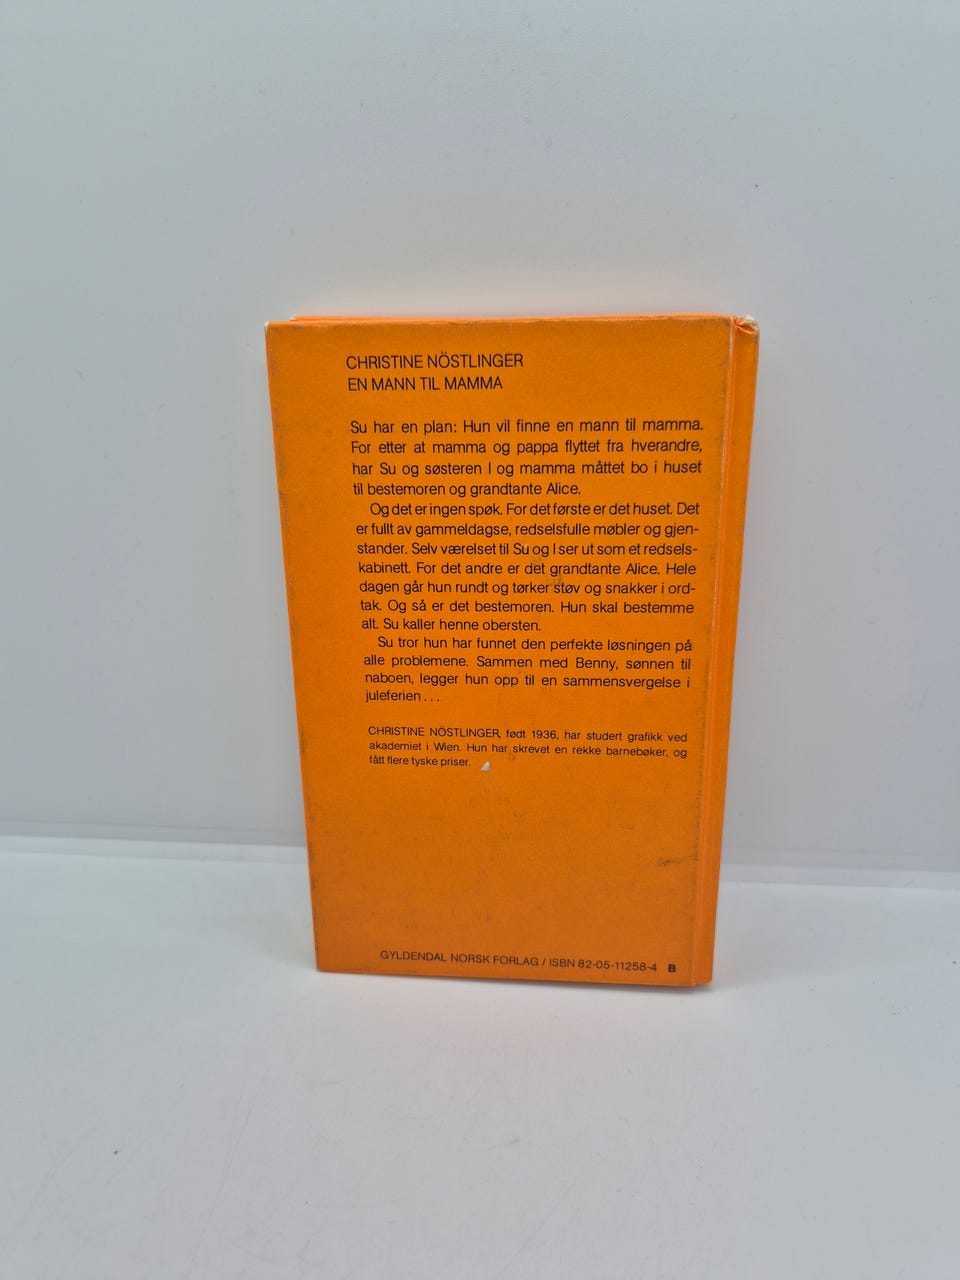 CHRISTINE NÖSTLINGER
EN MANN TIL MAMMA
Su har en plan: Hun vil finne en mann til mamma.
For etter at mamma og pappa flyttet fra hverandre,
har Su og søsteren I og mamma måttet bo i huset
til bestemoren og grandtante Alice.
Og det er ingen spøk. For det første er det huset. Det
er fullt av gammeldagse, redselsfulle møbler og gjen-
stander. Selv værelset til Su og I ser ut som et redsels-
kabinett. For det andre er det grandtante Alice. Hele
dagen går hun rundt og tørker støv og snakker i ord-
tak. Og så er det bestemoren. Hun skal bestemme
alt. Su kaller henne obersten.
Su tror hun har funnet den perfekte løsningen på
alle problemene. Sammen med Benny, sønnen til
naboen, legger hun opp til en sammensvergelse i
juleferien . . .
CHRISTINE NÖSTLINGER, født 1936, har studert grafikk ved
akademiet i Wien. Hun har skrevet en rekke barnebøker, og
fått flere tyske priser.
GYLDENDAL NORSK FORLAG / ISBN 82-05-11258-4 B